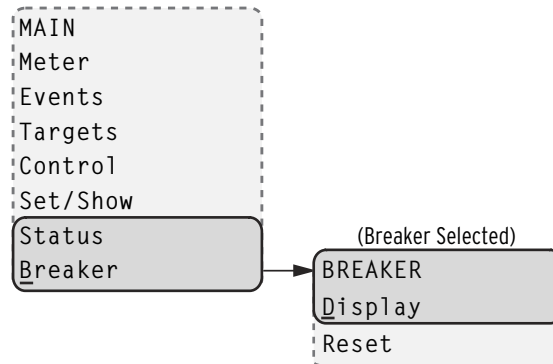 MAIN
Meter
Events
Targets
Control
Set/Show
Status
Breaker
(Breaker Selected)
BREAKER
Display
Reset